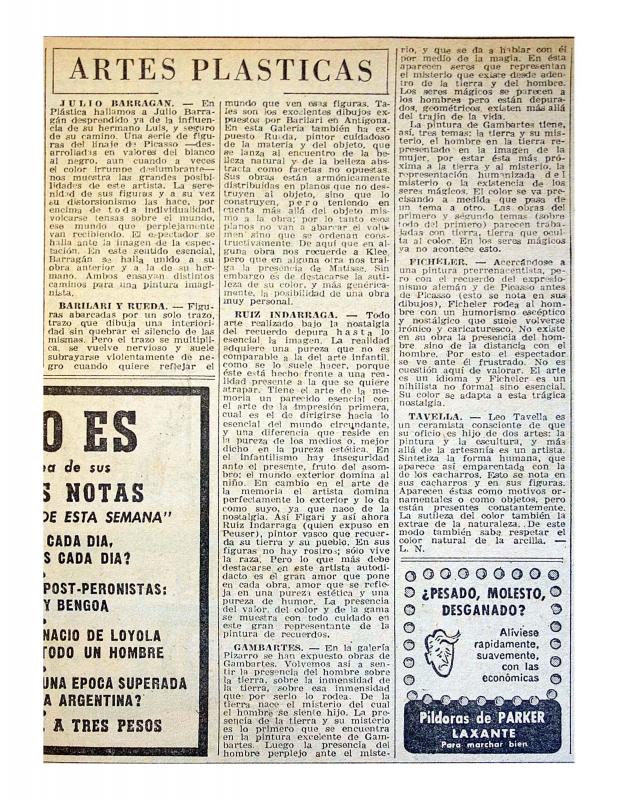 ARTES PLASTICAS
JULIO BARRAGAN. — En
Plástica hallamos a Julio Barra-
gán desprendido ya de la influen-
cia de su hermano Luis, y seguro
de su camino. Una serie de figu-
ras del linaje de Picasso —des-
arrolladas en valores del blanco
al negro, aun cuando a veces
el color irrumpe deslumbrante—
nos muestra las grandes posibi-
lidades de este artista. La sere-
nidad de sus figuras y a su vez
su distorsionismo las hace, por
encima de toda individualidad,
volcarse tensas sobre el mundo,
ese mundo que perplejamente
van recibiendo. El espectador se
halla ante la imagen de la expec-
tación. En este sentido esencial,
Barragán se halla unido a su
obra anterior y a la de su her-
mano. Ambos ensayan distintos
caminos para una pintura imagi-
nista.
BARILARI Y RUEDA. — Figu-
ras abarcadas por un solo trazo,
trazo que dibuja una interiori-
dad sin quebrar el silencio de las
mismas. Pero el trazo se multipli-
ca, se vuelve nervioso y suele
subrayarse violentamente de ne-
gro cuando quiere reflejar el
mundo que ven esas figuras. Ta-
les son los excelentes dibujos ex-
puestos por Barilari en Antígona.
En esta Galería también ha ex-
puesto Rueda, pintor cuidadoso
de la materia y del objeto, que
se lanza al encuentro de la be-
lleza natural y de la belleza abs-
tracta como facetas no opuestas.
Sus obras están armónicamente
distribuidas en planos que no des-
truyen al objeto, sino que lo
construyen, pero teniendo en
cuenta más allá del objeto mismo
a la obra; por lo tanto esos
planos no van a abarcar el volu-
men sino que se ordenan cons-
tructivamente. De aquí que en al-
guna obra nos recuerde a Klee,
pero que en alguna otra nos trai-
ga la presencia de Matisse. Sin
embargo es de destacarse la suti-
leza de su color, y más genérica-
mente, la posibilidad de una obra
muy personal.
RUIZ INDARRAGA. — Todo
arte realizado bajo la nostalgia
del recuerdo depura hasta lo
esencial la imagen. La realidad
adquiere una pureza que no es
comparable a la del arte infantil,
como se lo suele hacer, porque
éste está hecho frente a una rea-
lidad presente a la que se quiere
atrapar. Tiene el arte de la me-
moria un parecido esencial con
el arte de la impresión primera,
cual es el de dirigirse hacia lo
esencial del mundo circundante,
y una diferencia que reside en
la pureza de los medios o, mejor
dicho en la pureza estética. En
el infantilismo hay inseguridad
ante el presente, fruto del asom-
bro; el mundo exterior domina al
niño. En cambio en el arte de
la memoria el artista domina
perfectamente lo exterior y lo da
como suyo, ya que nace de la
nostalgia. Así Figari y así ahora
Ruiz Indarraga (quien expuso en
Peuser), pintor vasco que recuer-
da su tierra y su pueblo. En sus
figuras no hay rostros; sólo vive
la raza. Pero lo que más debe
destacarse en este artista autodi-
dacto es el gran amor que pone
en cada obra, amor que se refle-
ja en una pureza estética y una
pureza de humor. La presencia
del valor, del color y de la gama
se muestra con todo cuidado en
este gran representante de la
pintura de recuerdos.
GAMBARTES. — En la galería
Pizarro se han expuesto obras de
Gambartes. Volvemos así a sen-
tir la presencia del hombre sobre
la tierra, sobre la inmensidad de
la tierra, sobre esa inmensidad
que por serlo lo rodea. De la
tierra nace el misterio del cual
el hombre se siente hijo. La pre-
sencia de la tierra y su misterio
es lo primero que se encuentra
en la pintura excelente de Gam-
bartes. Luego la presencia del
hombre perplejo ante el miste-
rio, y que se da a hablar con él
por medio de la magia. En ésta
aparecen seres que representan
el misterio que existe desde aden-
tro de la tierra y del hombre.
Los seres mágicos se parecen a
los hombres pero están depura-
dos, geométricos, existen más allá
del trajín de la vida.
La pintura de Gambartes tiene,
así, tres temas: la tierra y su mis-
terio, el hombre en la tierra repre-
sentado en la imagen de la
mujer, por estar ésta más pró-
xima a la tierra y al misterio, la
representación humanizada del
misterio o la existencia de los
seres mágicos. El color se va pre-
cisando a medida que pasa de
un tema a otro. Las obras del
primero y segundo temas (sobre
todo del primero) parecen traba-
jadas con tierra, tierra que ocul-
ta al color. En los seres mágicos
ya no acontece esto.
FICHELER. — Acercándose a
una pintura prerrenacentista, pe-
ro con el recuerdo del expresio-
nismo alemán y de Picasso antes
de Picasso (esto se nota en sus
dibujos), Ficheler rodea al hom-
bre con un humorismo escéptico
y nostálgico que suele volverse
irónico y caricaturesco. No existe
en su obra la presencia del hom-
bre sino de la distancia con el
hombre. Por esto el espectador
se ve ante él frustrado. No es
cuestión aquí de valorar. El arte
es un idioma y Ficheler es un
nihilista no formal sino esencial.
Su color se adapta a esta trágica
nostalgia.
TAVELLA. — Leo Tavella es
un ceramista consciente de que
su oficio es hijo de dos artes: la
pintura y la escultura, y más
allá de la artesanía es un artista.
Sintetiza la forma humana, que
aparece así emparentada con la
de los cacharros. Esto se nota en
sus cacharros y en sus figuras.
Aparecen éstas como motivos or-
namentales o como objetos, pero
están presentes constantemente.
La sutileza del color también la
extrae de la naturaleza. De este
modo también sabe respetar el
color natural de la arcilla. —
L. N.
O ES
ea de sus
S NOTAS
DE ESTA SEMANA"
CADA DIA,
S CADA DIA?
POST-PERONISTAS:
Y BENGOA
NACIO DE LOYOLA
TODO UN HOMBRE
UNA EPOCA SUPERADA
A ARGENTINA?
A TRES PESOS
¿PESADO, MOLESTO,
DESGANADO?
Alíviese
rapidamente,
suavemente,
con las
económicas
Píldoras de PARKER
LAXANTE
Para marchar bien